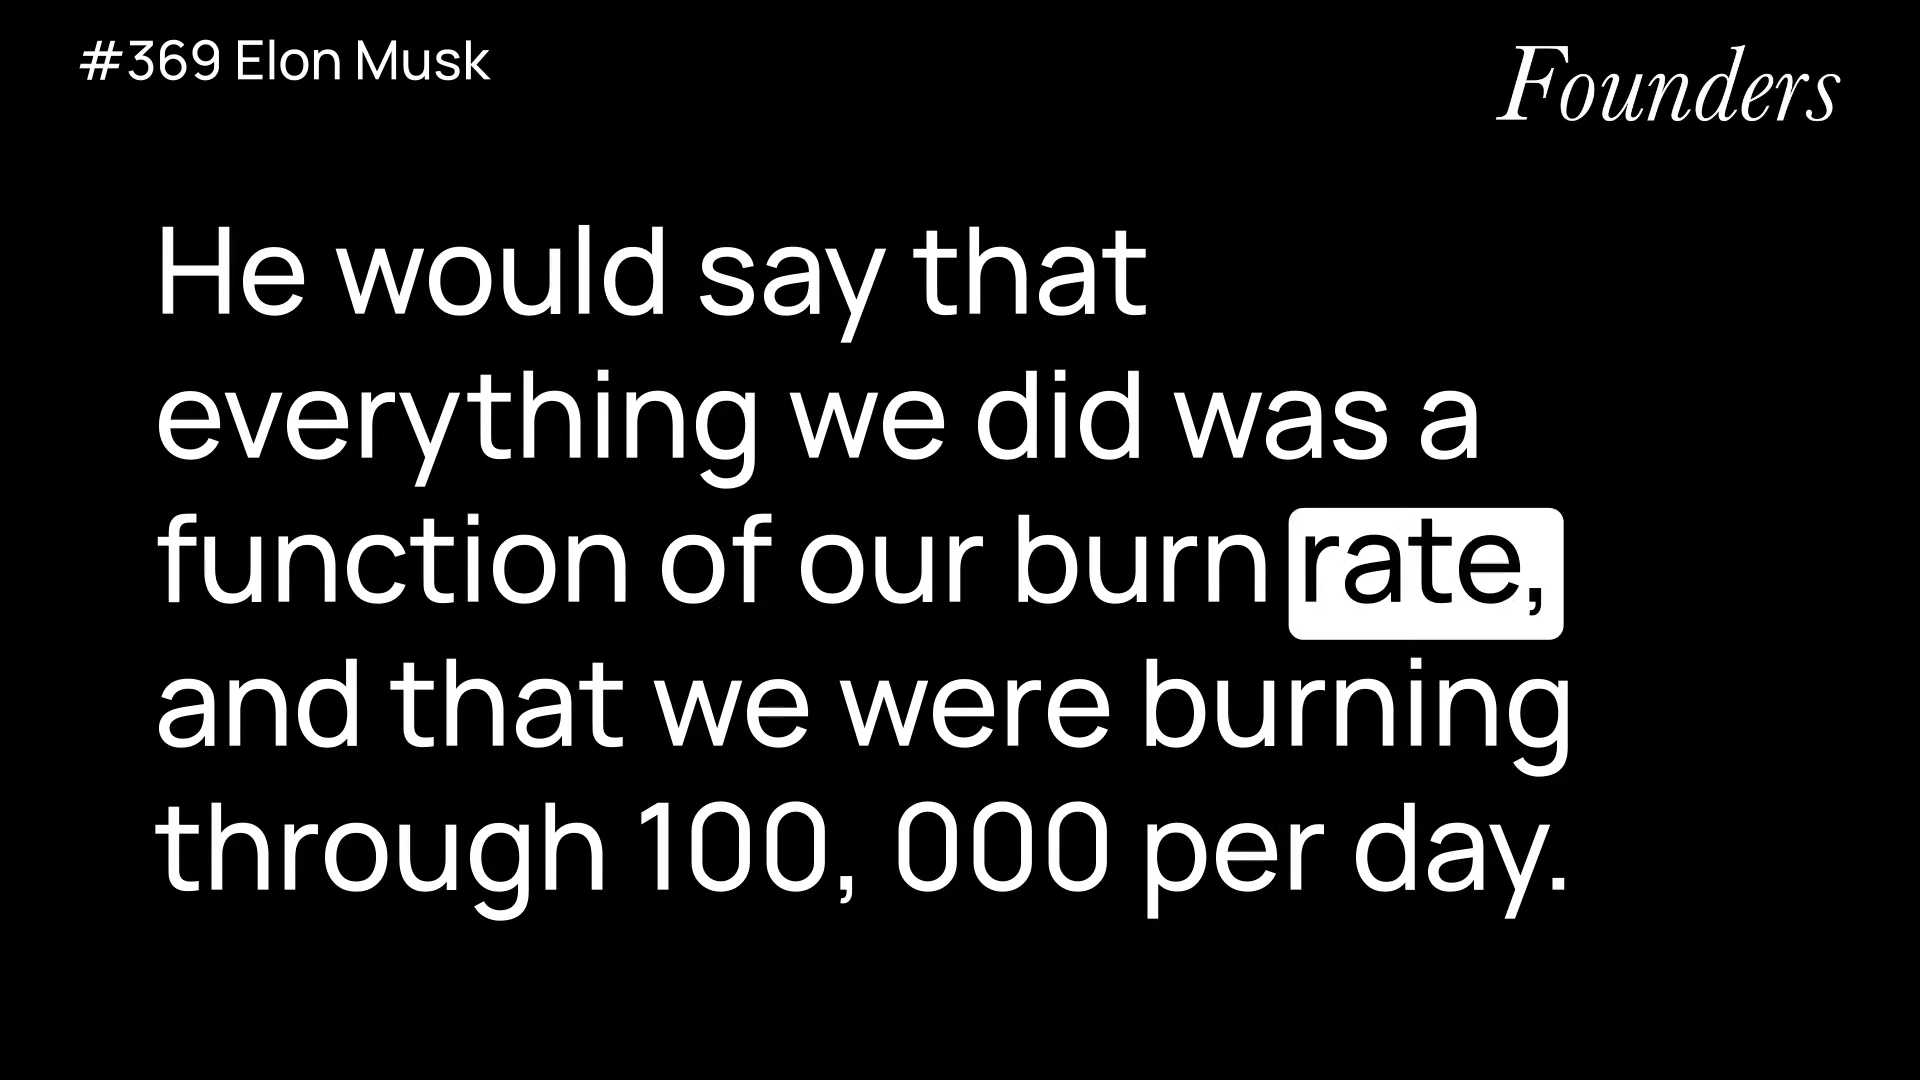 #369 Elon Musk
Founders
He would say that
everything we did was a
function of our burn rate,
and that we were burning
through 100, 000 per day.